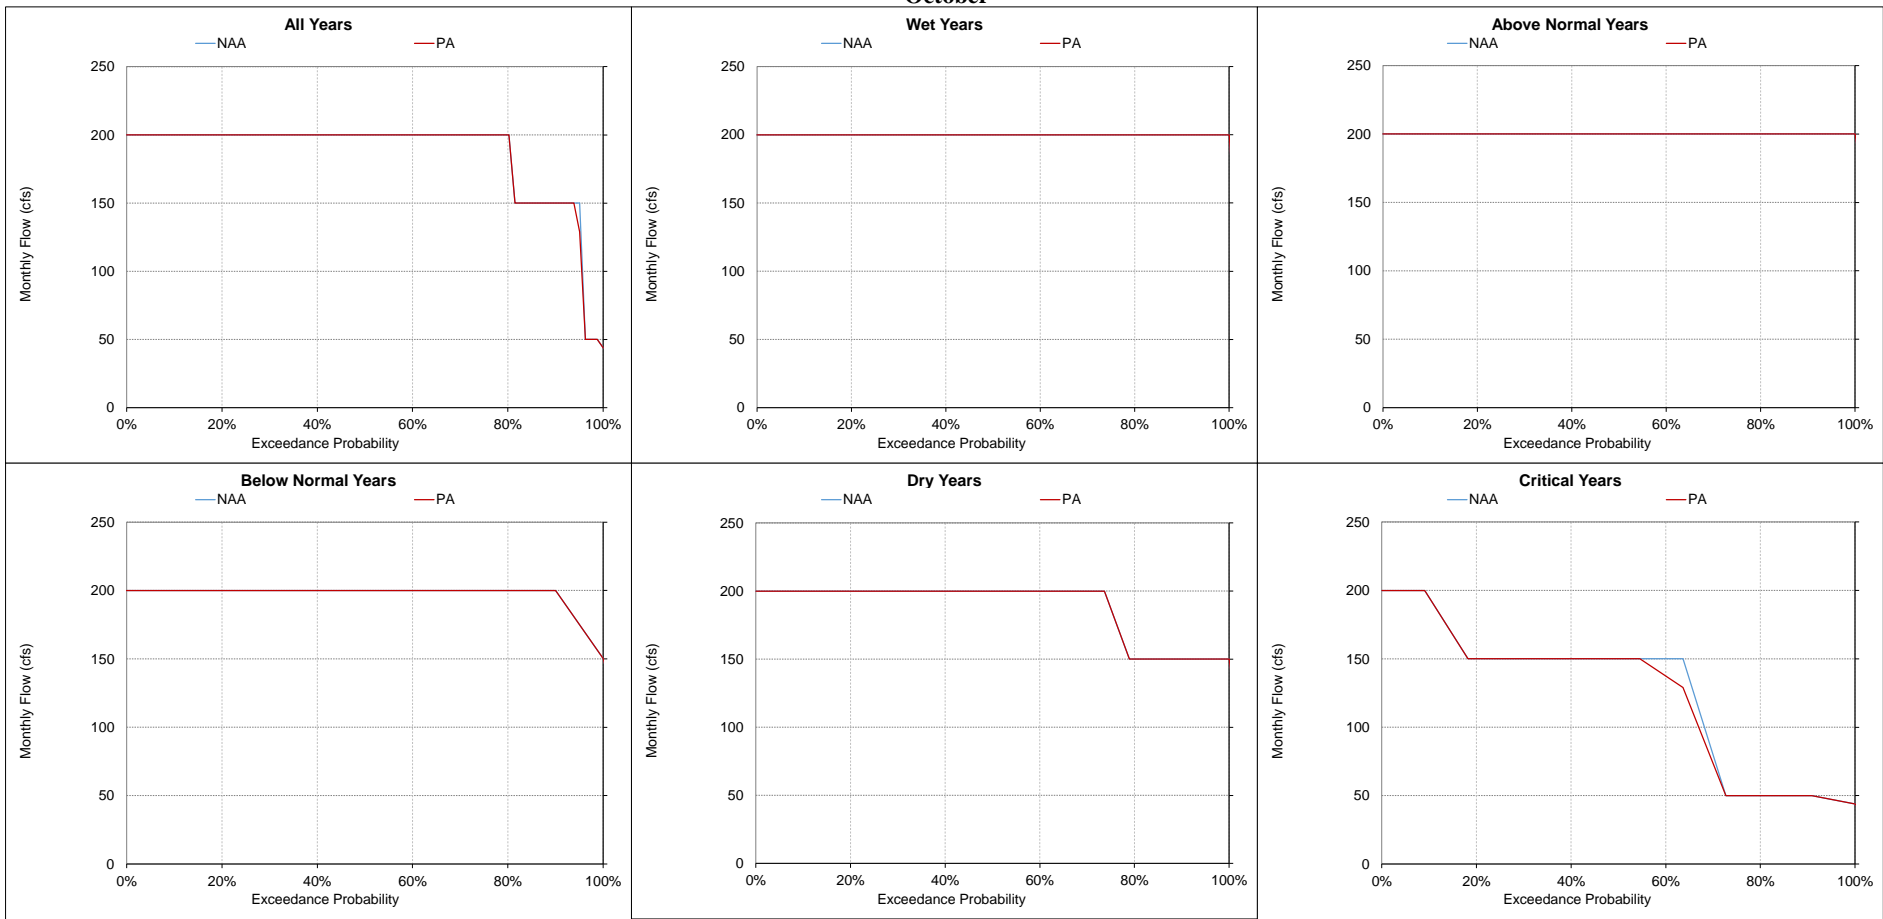 October
All Years
NAA PA
250
200
150
100
50
0
Monthly Flow (cfs)
0% 20% 40% 60% 80% 100%
Exceedance Probability
Wet Years
NAA PA
250
200
150
100
50
0
Monthly Flow (cfs)
0% 20% 40% 60% 80% 100%
Exceedance Probability
Above Normal Years
NAA PA
250
200
150
100
50
0
Monthly Flow (cfs)
0% 20% 40% 60% 80% 100%
Exceedance Probability
Below Normal Years
NAA PA
250
200
150
100
50
0
Monthly Flow (cfs)
0% 20% 40% 60% 80% 100%
Exceedance Probability
Dry Years
NAA PA
250
200
150
100
50
0
Monthly Flow (cfs)
0% 20% 40% 60% 80% 100%
Exceedance Probability
Critical Years
NAA PA
250
200
150
100
50
0
Monthly Flow (cfs)
0% 20% 40% 60% 80% 100%
Exceedance Probability